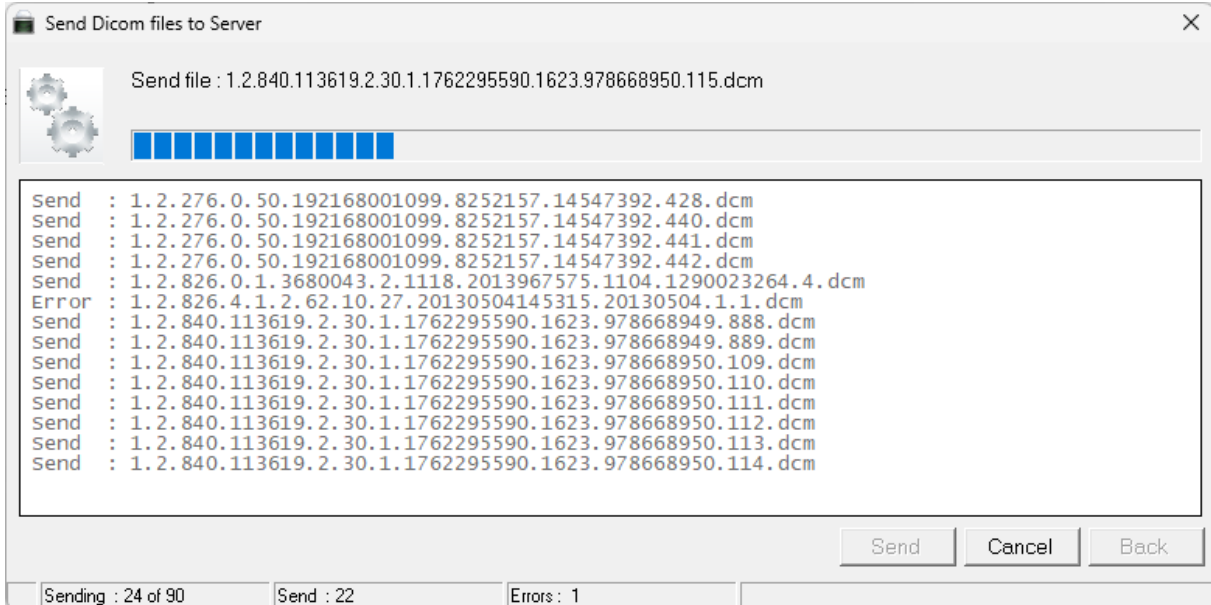 Send Dicom files to Server
Send file : 1.2.840.113619.2.30.1.1762295590.1623.978668950.115.dcm
Send : 1.2.276.0.50.192168001099.8252157.14547392.428.dcm
Send : 1.2.276.0.50.192168001099.8252157.14547392.440.dcm
Send : 1.2.276.0.50.192168001099.8252157.14547392.441.dcm
Send : 1.2.276.0.50.192168001099.8252157.14547392.442.dcm
Send : 1.2.826.0.1.3680043.2.1118.2013967575.1104.1290023264.4.dcm
Error : 1.2.826.4.1.2.62.10.27.20130504145315.20130504.1.1.dcm
Send : 1.2.840.113619.2.30.1.1762295590.1623.978668949.888.dcm
Send : 1.2.840.113619.2.30.1.1762295590.1623.978668949.889.dcm
Send : 1.2.840.113619.2.30.1.1762295590.1623.978668950.109.dcm
Send : 1.2.840.113619.2.30.1.1762295590.1623.978668950.110.dcm
Send : 1.2.840.113619.2.30.1.1762295590.1623.978668950.111.dcm
Send : 1.2.840.113619.2.30.1.1762295590.1623.978668950.112.dcm
Send : 1.2.840.113619.2.30.1.1762295590.1623.978668950.113.dcm
Send : 1.2.840.113619.2.30.1.1762295590.1623.978668950.114.dcm
Send Cancel Back
Sending : 24 of 90 Send : 22 Errors : 1